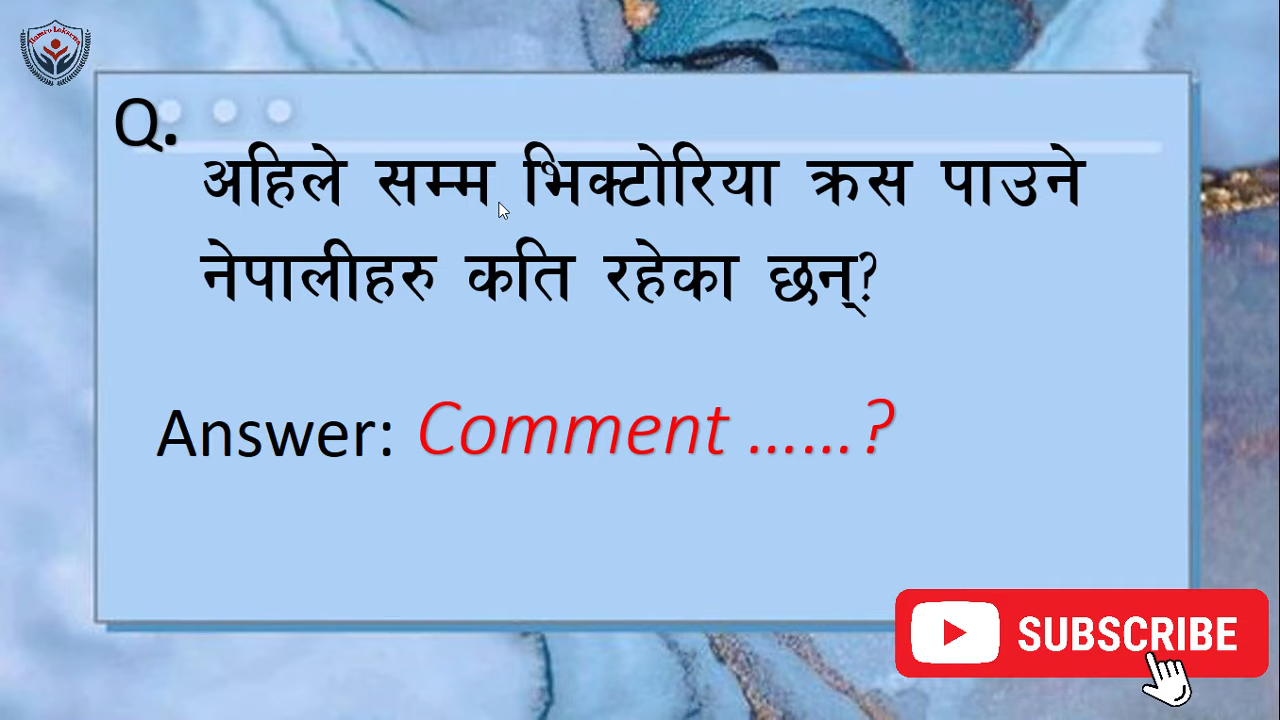 Q.
अहिले सम्म भिक्टोरिया क्रस पाउने
नेपालीहरु कति रहेका छन्?
Answer: Comment ......?
SUBSCRIBE